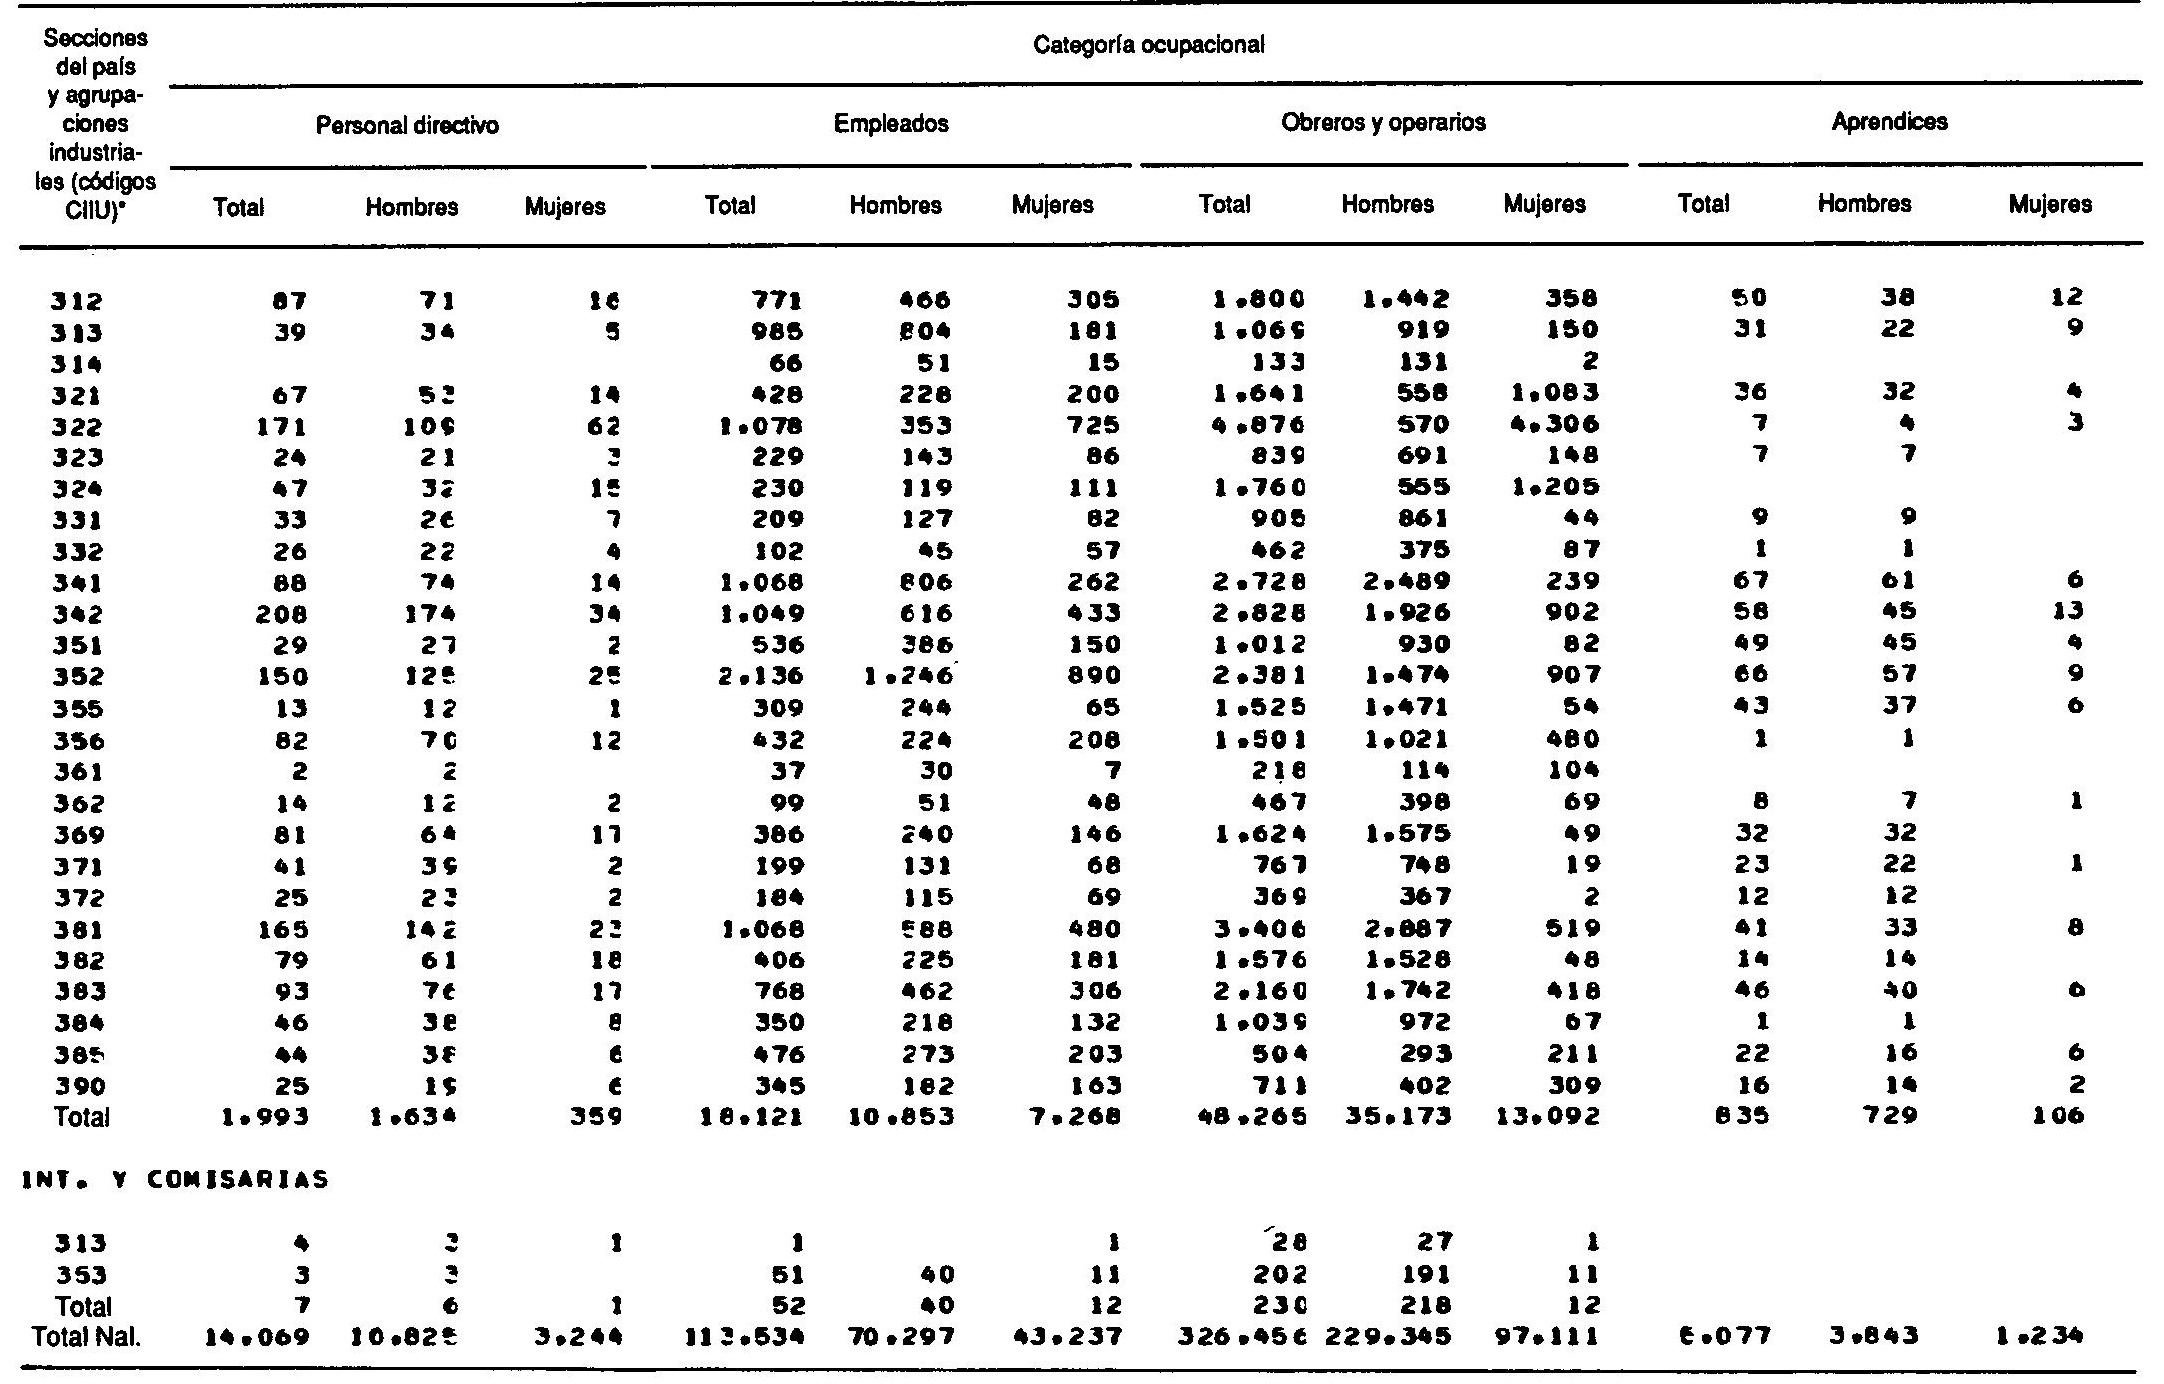 Secciones
del país
y agrupa-
ciones
industria-
les (códigos
CIIU)*
Categoría ocupacional
Personal directivo Empleados Obreros y operarios Aprendices
Total Hombres Mujeres Total Hombres Mujeres Total Hombres Mujeres Total Hombres Mujeres
312 87 71 16 771 466 305 1.800 1.442 358 50 38 12
313 39 34 5 985 804 181 1.069 919 150 31 22 9
314 66 51 15 133 131 2
321 67 53 14 428 228 200 1.641 558 1.083 36 32 4
322 171 109 62 1.078 353 725 4.876 570 4.306 7 4 3
323 24 21 3 229 143 86 839 691 148 7 7
324 47 32 15 230 119 111 1.760 555 1.205
331 33 26 7 209 127 82 905 861 44 9 9
332 26 22 4 102 45 57 462 375 87 1 1
341 88 74 14 1.068 806 262 2.728 2.489 239 67 61 6
342 208 174 34 1.049 616 433 2.828 1.926 902 58 45 13
351 29 27 2 536 386 150 1.012 930 82 49 45 4
352 150 125 25 2.136 1.246 890 2.381 1.474 907 66 57 9
355 13 12 1 309 244 65 1.525 1.471 54 43 37 6
356 82 70 12 432 224 208 1.501 1.021 480 1 1
361 2 2 37 30 7 218 114 104
362 14 12 2 99 51 48 467 398 69 8 7 1
369 81 64 17 386 240 146 1.624 1.575 49 32 32
371 41 39 2 199 131 68 767 748 19 23 22 1
372 25 23 2 184 115 69 369 367 2 12 12
381 165 142 23 1.068 588 480 3.406 2.887 519 41 33 8
382 79 61 18 406 225 181 1.576 1.528 48 14 14
383 93 76 17 768 462 306 2.160 1.742 418 46 40 6
384 46 38 8 350 218 132 1.039 972 67 1 1
385 44 38 6 476 273 203 504 293 211 22 16 6
390 25 19 6 345 182 163 711 402 309 16 14 2
Total 1.993 1.634 359 18.121 10.853 7.268 48.265 35.173 13.092 835 729 106
INT. Y COMISARIAS
313 4 3 1 1 1 28 27 1
353 3 3 51 40 11 202 191 11
Total 7 6 1 52 40 12 230 218 12
Total Nal. 14.069 10.825 3.244 113.534 70.297 43.237 326.456 229.345 97.111 3.843 1.234